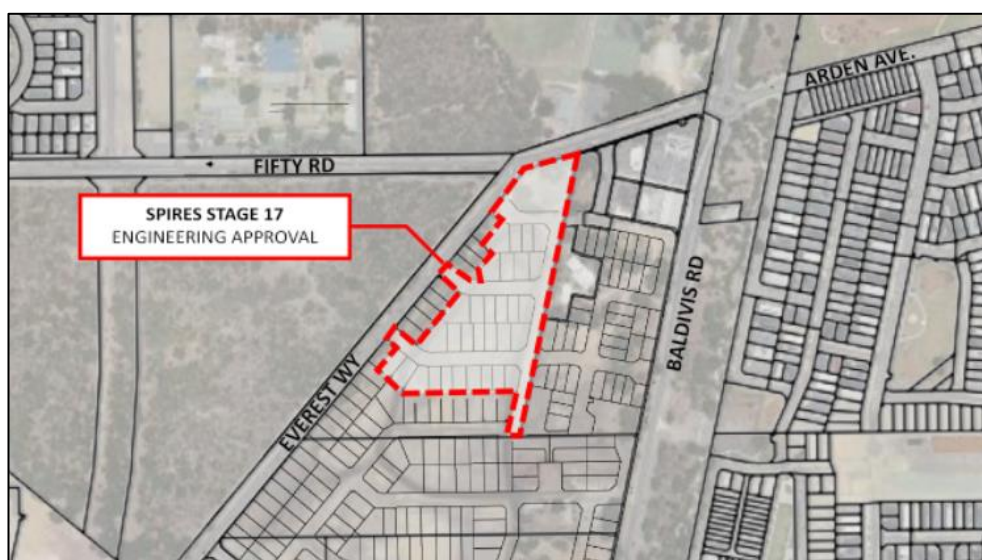 ARDEN AVE.
FIFTY RD
SPIRES STAGE 17
ENGINEERING APPROVAL
BALDIVIS RD
EVEREST WY